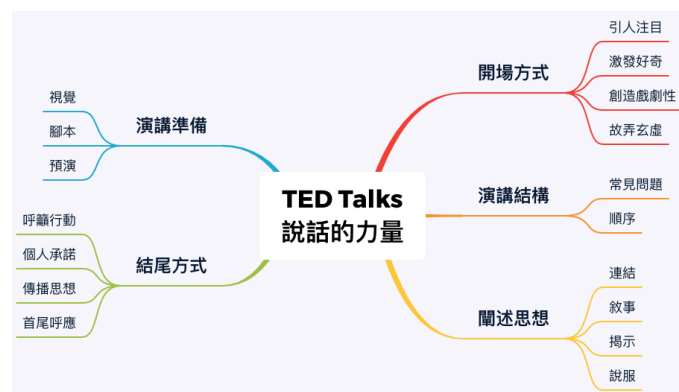 TED Talks
說話的力量
開場方式
引人注目
激發好奇
創造戲劇性
故弄玄虛
演講結構
常見問題
順序
闡述思想
連結
敘事
揭示
說服
演講準備
視覺
腳本
預演
結尾方式
呼籲行動
個人承諾
傳播思想
首尾呼應